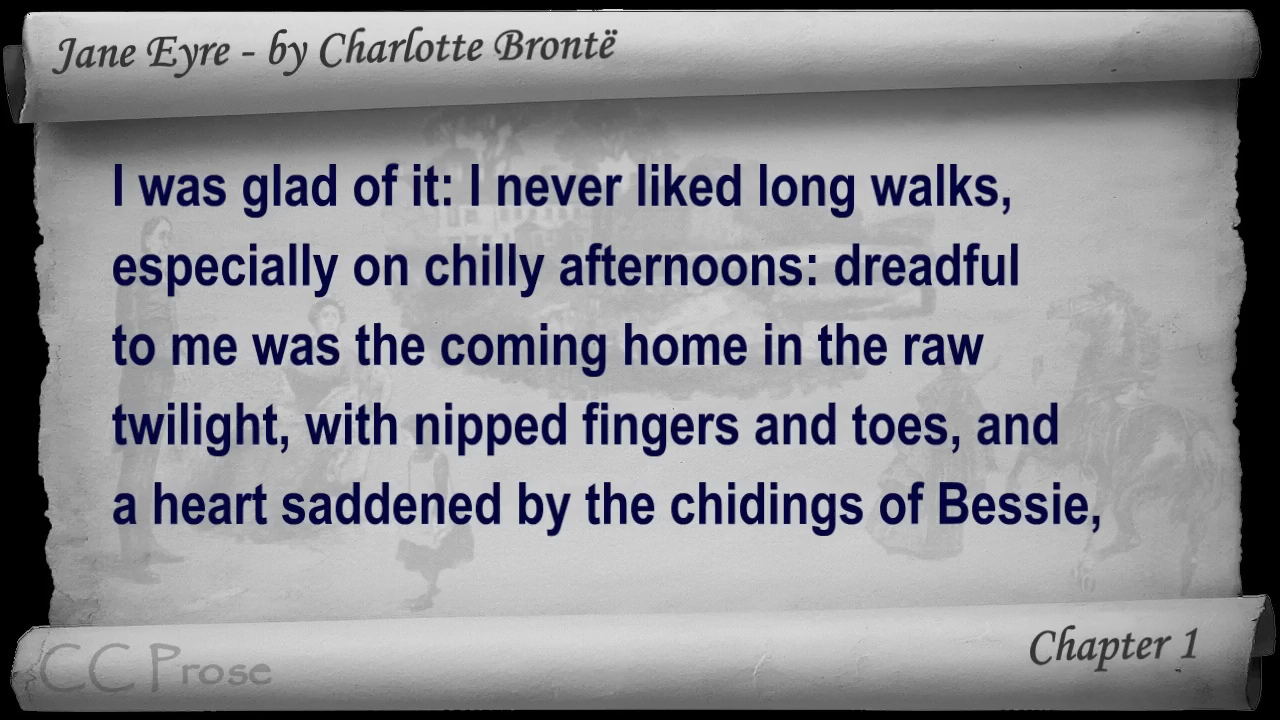 Jane Eyre - by Charlotte Brontë
I was glad of it: I never liked long walks,
especially on chilly afternoons: dreadful
to me was the coming home in the raw
twilight, with nipped fingers and toes, and
a heart saddened by the chidings of Bessie,
Chapter 1
CC Prose